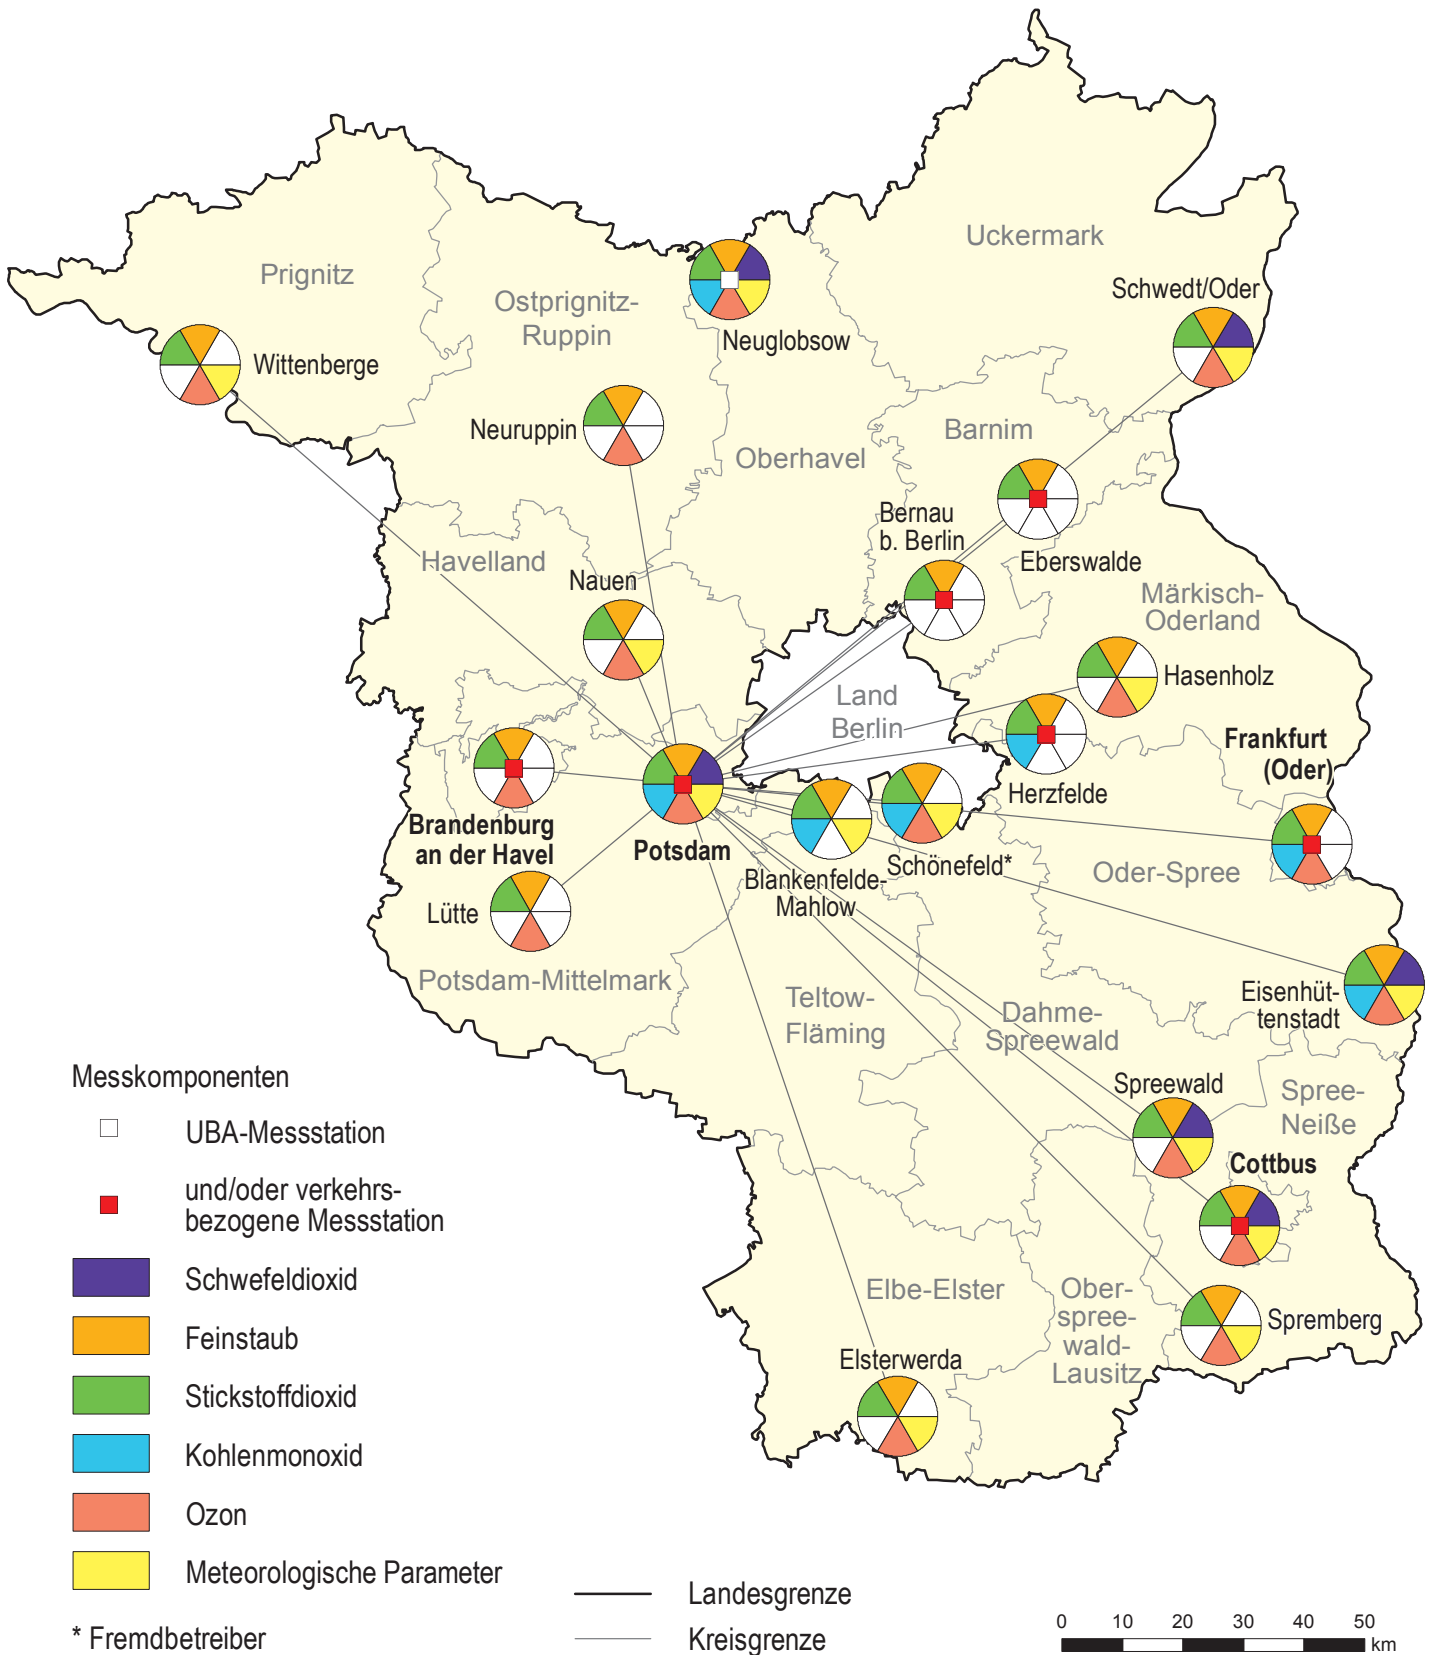 Uckermark
Prignitz
Schwedt/Oder
Ostprignitz-
Ruppin
Neuglobsow
Wittenberge
Neuruppin
Barnim
Oberhavel
Bernau
b. Berlin
Eberswalde
Havelland
Nauen
Märkisch-
Oderland
Hasenholz
Land
Berlin
Frankfurt
(Oder)
Herzfelde
Brandenburg
an der Havel
Potsdam
Schönefeld*
Blankenfelde-
Mahlow
Oder-Spree
Lütte
Potsdam-Mittelmark
Teltow-
Fläming
Eisenhüt-
tenstadt
Dahme-
Spreewald
Spreewald
Spree-
Neiße
Cottbus
Elbe-Elster
Ober-
spree-
wald-
Lausitz
Spremberg
Elsterwerda
Messkomponenten
UBA-Messstation
und/oder verkehrs-
bezogene Messstation
Schwefeldioxid
Feinstaub
Stickstoffdioxid
Kohlenmonoxid
Ozon
Meteorologische Parameter
* Fremdbetreiber
Landesgrenze
Kreisgrenze
0 10 20 30 40 50
km